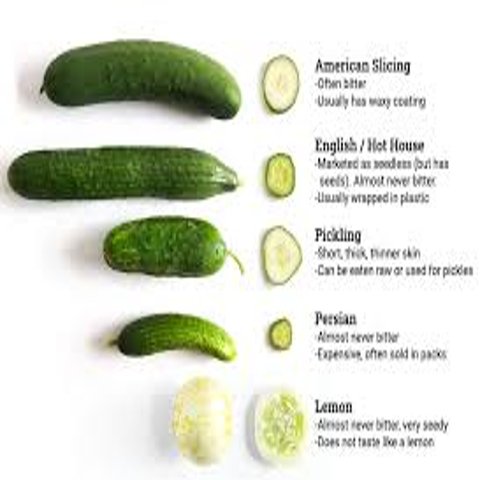 American Slicing
-Often bitter
-Usually has waxy coating
English / Hot House
-Marketed as seedless (but has
seeds). Almost never bitter.
-Usually wrapped in plastic
Pickling
-Short, thick, thinner skin
-Can be eaten raw or used for pickles
Persian
-Almost never bitter
-Expensive, often sold in packs
Lemon
-Almost never bitter, very seedy
-Does not taste like a lemon